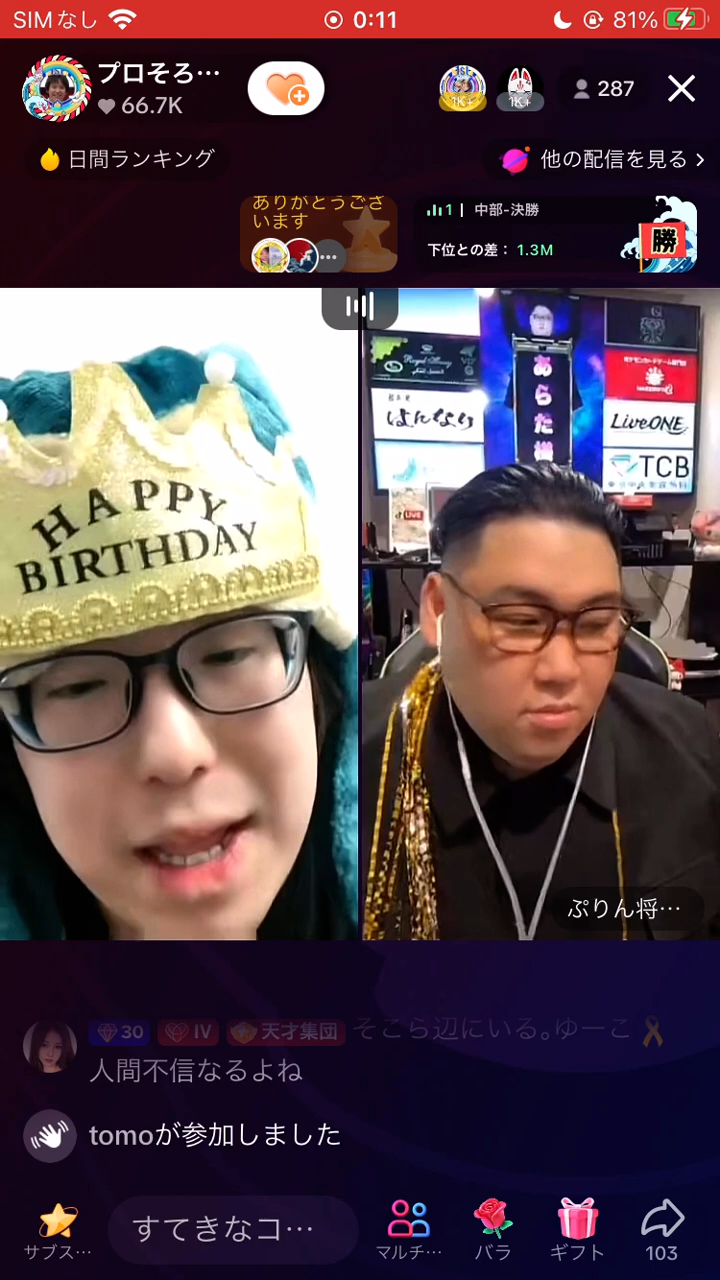 SIMなし
0:11
81%
プロそろ…
66.7K
1K+
1K+
287
日間ランキング
他の配信を見る
ありがとうござ
います
1 | 中部-決勝
下位との差： 1.3M
勝
HAPPY
BIRTHDAY
あらた
BAR
はんなり
LiveONE
TCB
LIVE
ぷりん将…
30 IV 天才集団 そこら辺にいる。ゆーこ
人間不信なるよね
tomoが参加しました
サブス…
すてきなコ…
マルチ…
バラ
ギフト
103